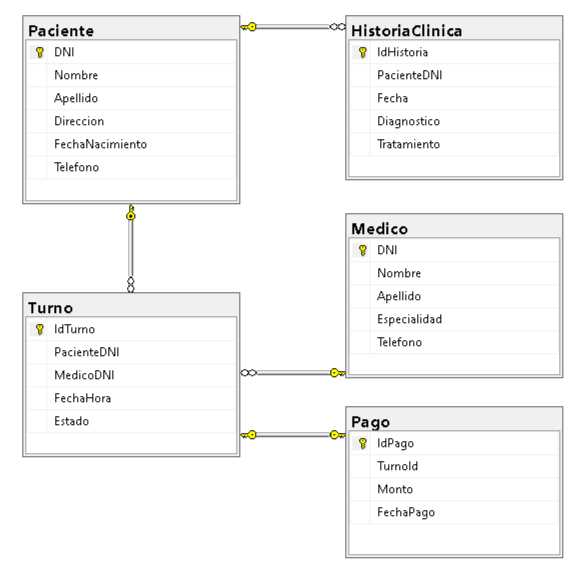 Paciente
DNI
Nombre
Apellido
Direccion
FechaNacimiento
Telefono
HistoriaClinica
IdHistoria
PacienteDNI
Fecha
Diagnostico
Tratamiento
Medico
DNI
Nombre
Apellido
Especialidad
Telefono
Turno
IdTurno
PacienteDNI
MedicoDNI
FechaHora
Estado
Pago
IdPago
TurnoId
Monto
FechaPago